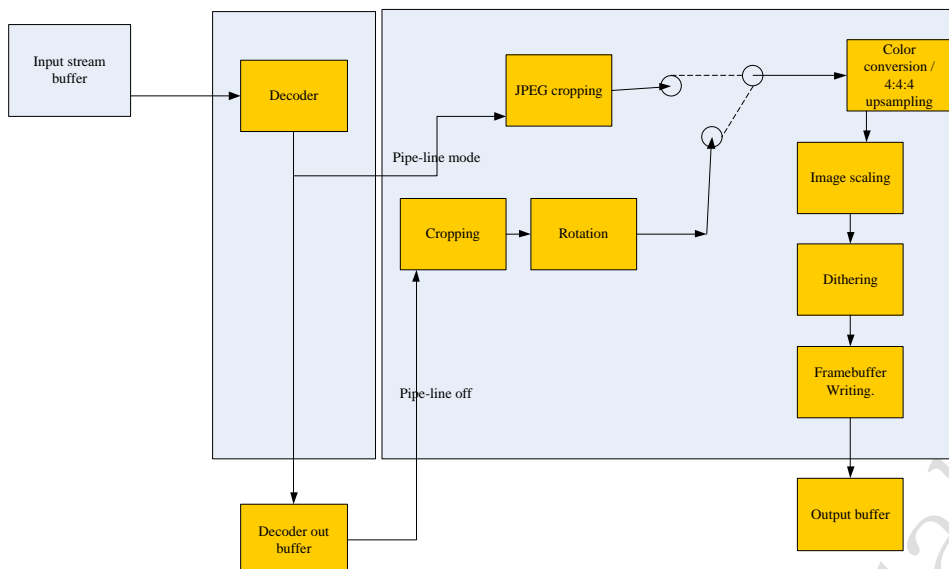 Input stream
buffer
Decoder
Pipe-line mode
JPEG cropping
Color
conversion /
4:4:4
upsampling
Image scaling
Cropping
Rotation
Dithering
Framebuffer
Writing.
Pipe-line off
Decoder out
buffer
Output buffer